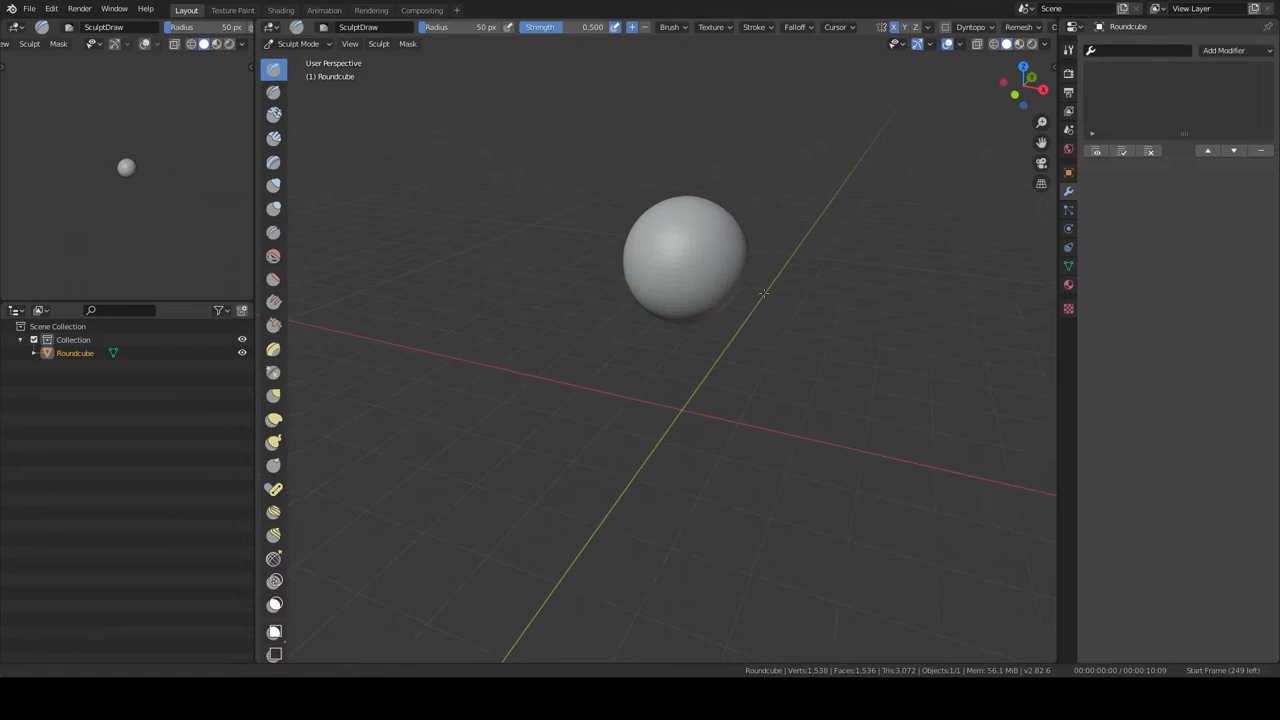 File Edit Render Window Help Layout Texture Paint Shading Animation Rendering Compositing + Scene View Layer
SculptDraw Radius 50 px SculptDraw Radius 50 px Strength 0.500 Brush Texture Stroke Falloff Cursor X Y Z Dyntopo Remesh Roundcube
ew Sculpt Mask Sculpt Mode View Sculpt Mask Add Modifier
User Perspective
(1) Roundcube
Z
Y
X
Scene Collection
Collection
Roundcube
Roundcube | Verts:1,538 | Faces:1,536 | Tris:3,072 | Objects:1/1 | Mem: 56.1 MiB | v2.82.6 00:00:00:00 / 00:00:10:09 Start Frame (249 left)